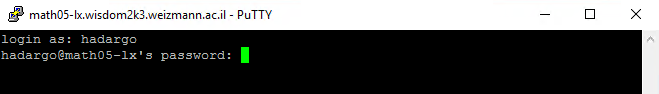 math05-lx.wisdom2k3.weizmann.ac.il - PuTTY
login as: hadargo
hadargo@math05-lx's password: